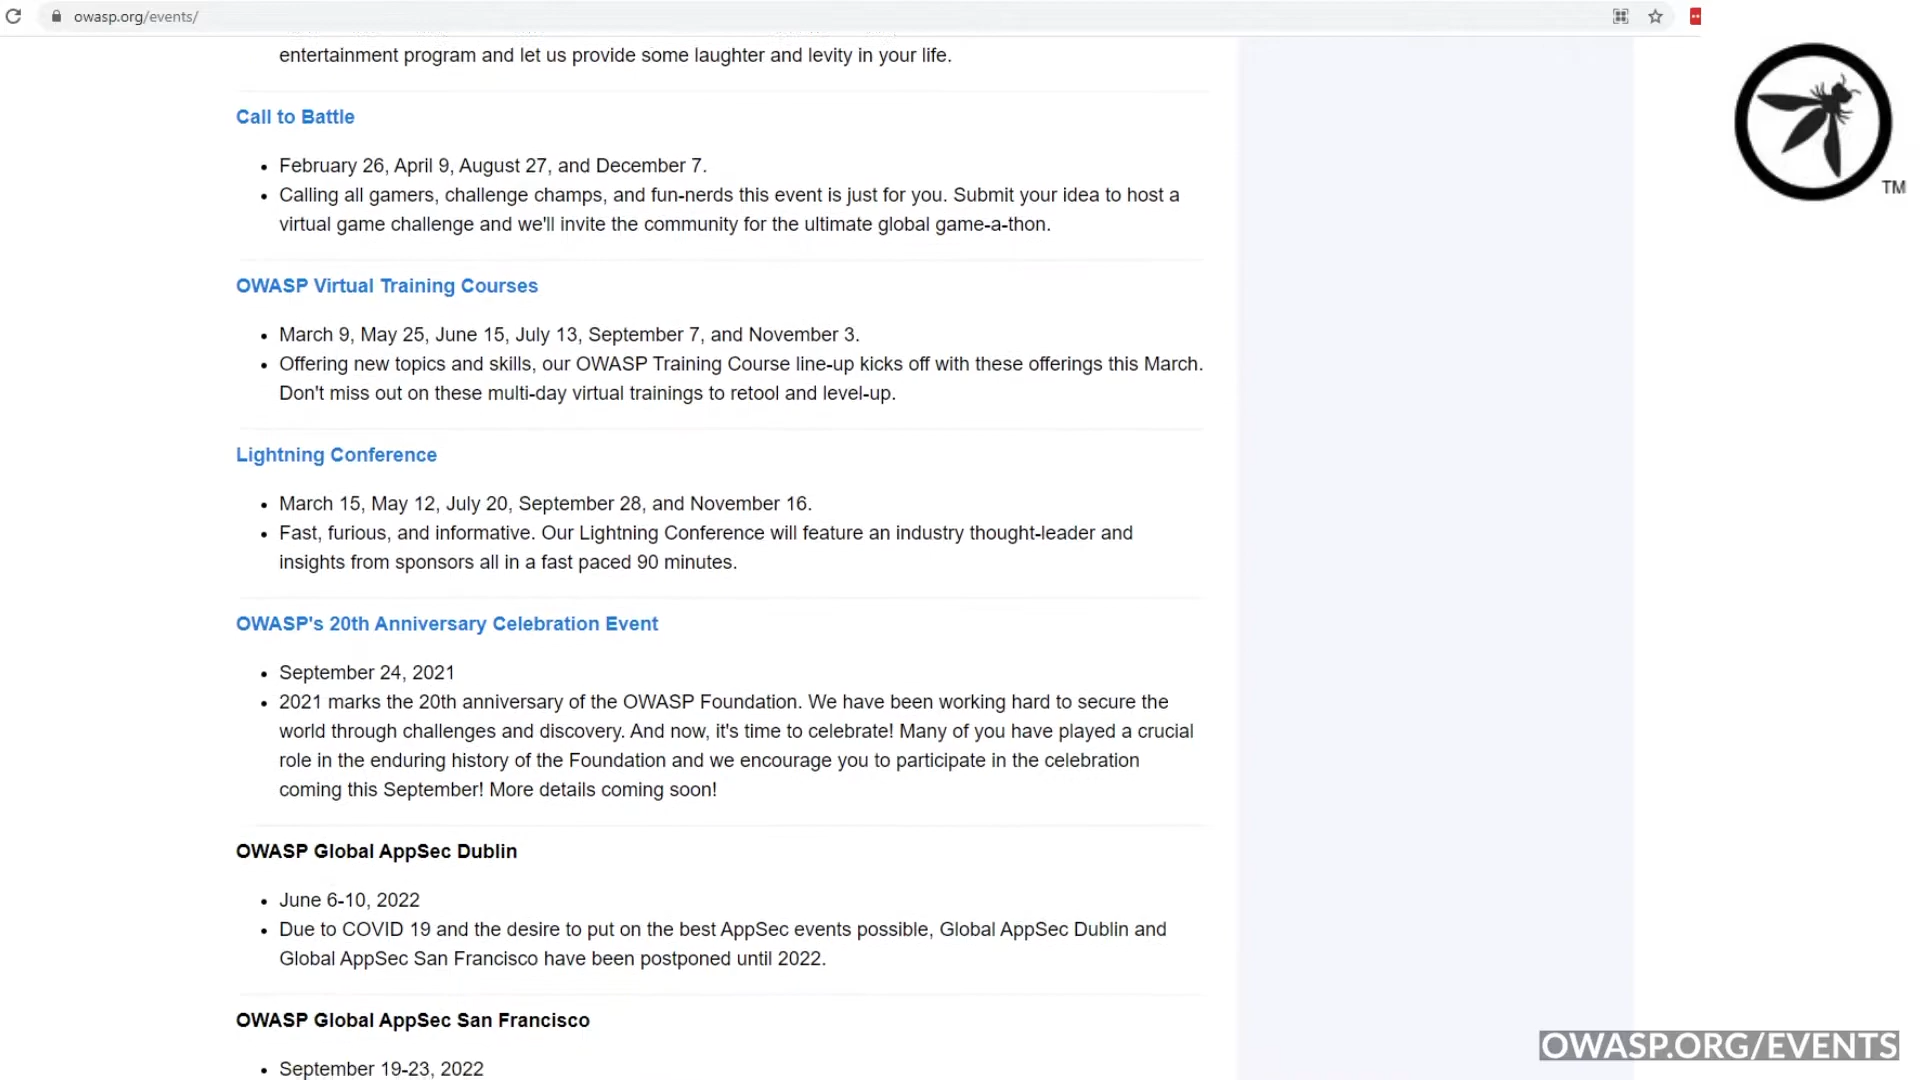 owasp.org/events/
entertainment program and let us provide some laughter and levity in your life.
TM
Call to Battle
February 26, April 9, August 27, and December 7.
Calling all gamers, challenge champs, and fun-nerds this event is just for you. Submit your idea to host a
virtual game challenge and we'll invite the community for the ultimate global game-a-thon.
OWASP Virtual Training Courses
March 9, May 25, June 15, July 13, September 7, and November 3.
Offering new topics and skills, our OWASP Training Course line-up kicks off with these offerings this March.
Don't miss out on these multi-day virtual trainings to retool and level-up.
Lightning Conference
March 15, May 12, July 20, September 28, and November 16.
Fast, furious, and informative. Our Lightning Conference will feature an industry thought-leader and
insights from sponsors all in a fast paced 90 minutes.
OWASP's 20th Anniversary Celebration Event
September 24, 2021
2021 marks the 20th anniversary of the OWASP Foundation. We have been working hard to secure the
world through challenges and discovery. And now, it's time to celebrate! Many of you have played a crucial
role in the enduring history of the Foundation and we encourage you to participate in the celebration
coming this September! More details coming soon!
OWASP Global AppSec Dublin
June 6-10, 2022
Due to COVID 19 and the desire to put on the best AppSec events possible, Global AppSec Dublin and
Global AppSec San Francisco have been postponed until 2022.
OWASP Global AppSec San Francisco
September 19-23, 2022
OWASP.ORG/EVENTS